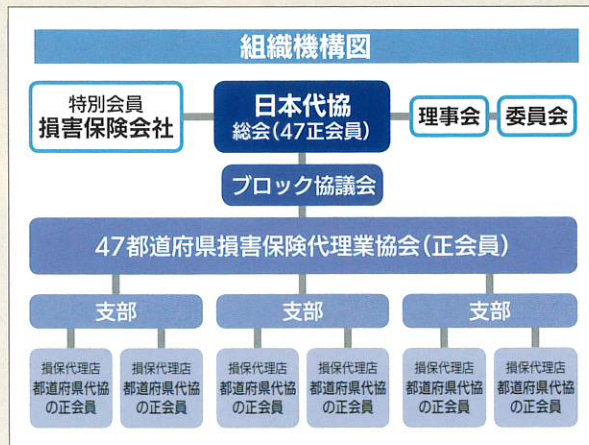 組織機構図
特別会員
損害保険会社
日本代協
総会(47正会員)
理事会
委員会
ブロック協議会
47都道府県損害保険代理業協会(正会員)
支部
支部
支部
損保代理店
都道府県代協
の正会員
損保代理店
都道府県代協
の正会員
損保代理店
都道府県代協
の正会員
損保代理店
都道府県代協
の正会員
損保代理店
都道府県代協
の正会員
損保代理店
都道府県代協
の正会員